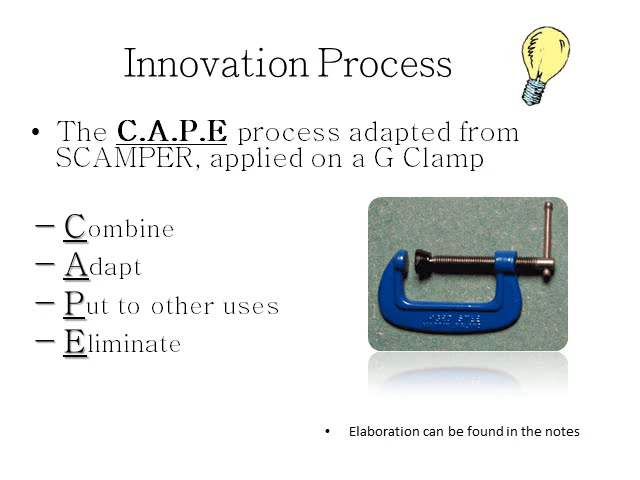 Innovation Process
• The C.A.P.E process adapted from
SCAMPER, applied on a G Clamp
– Combine
– Adapt
– Put to other uses
– Eliminate
• Elaboration can be found in the notes